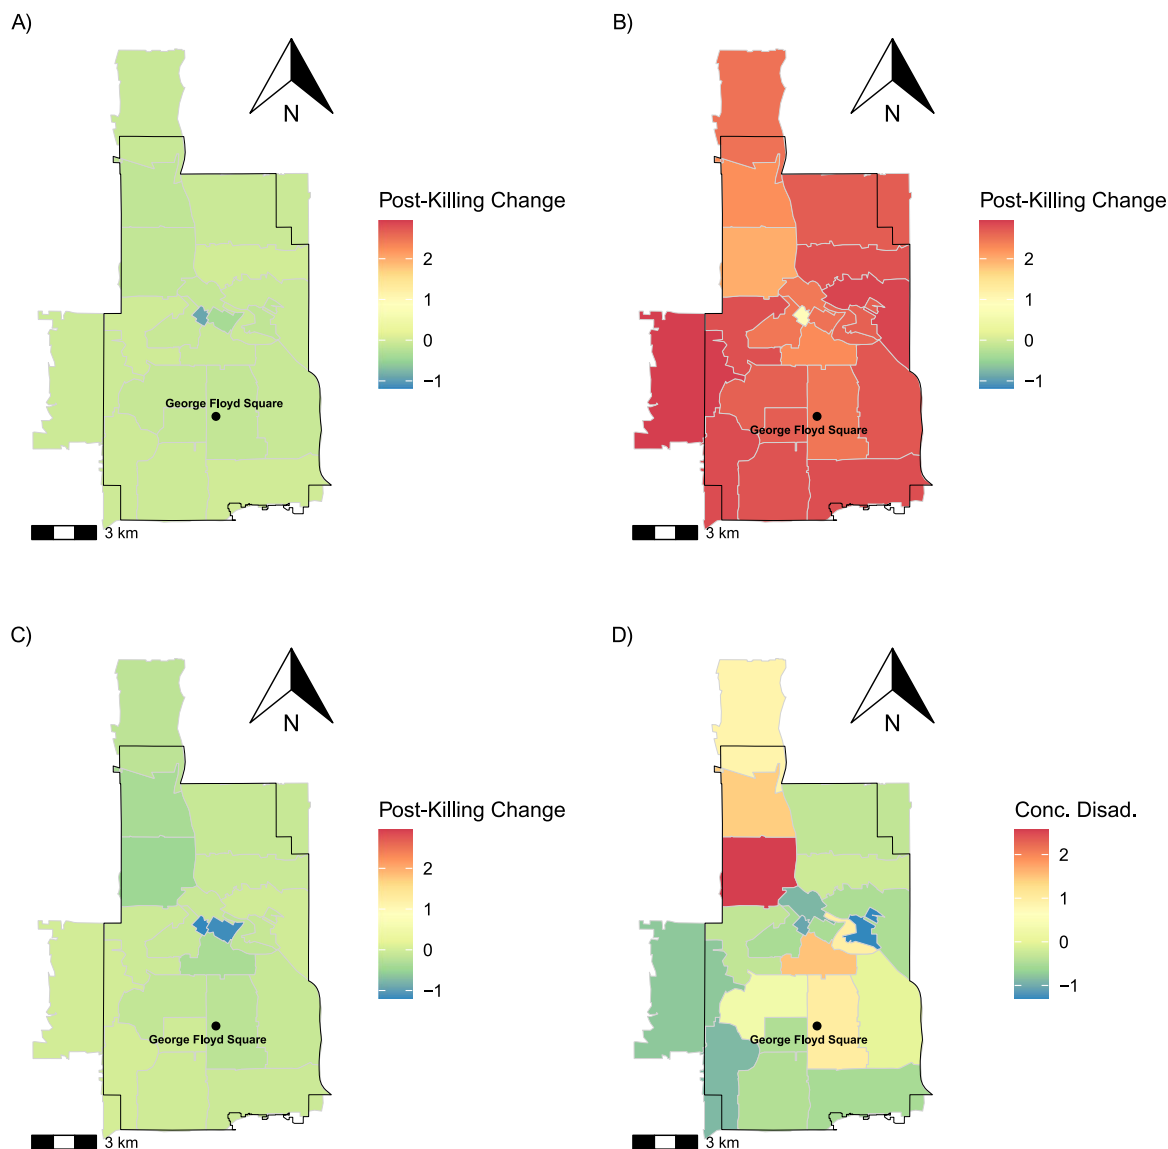 A)
N
Post-Killing Change
2
1
0
−1
George Floyd Square
3 km
B)
N
Post-Killing Change
2
1
0
−1
George Floyd Square
3 km
C)
N
Post-Killing Change
2
1
0
−1
George Floyd Square
3 km
D)
N
Conc. Disad.
2
1
0
−1
George Floyd Square
3 km